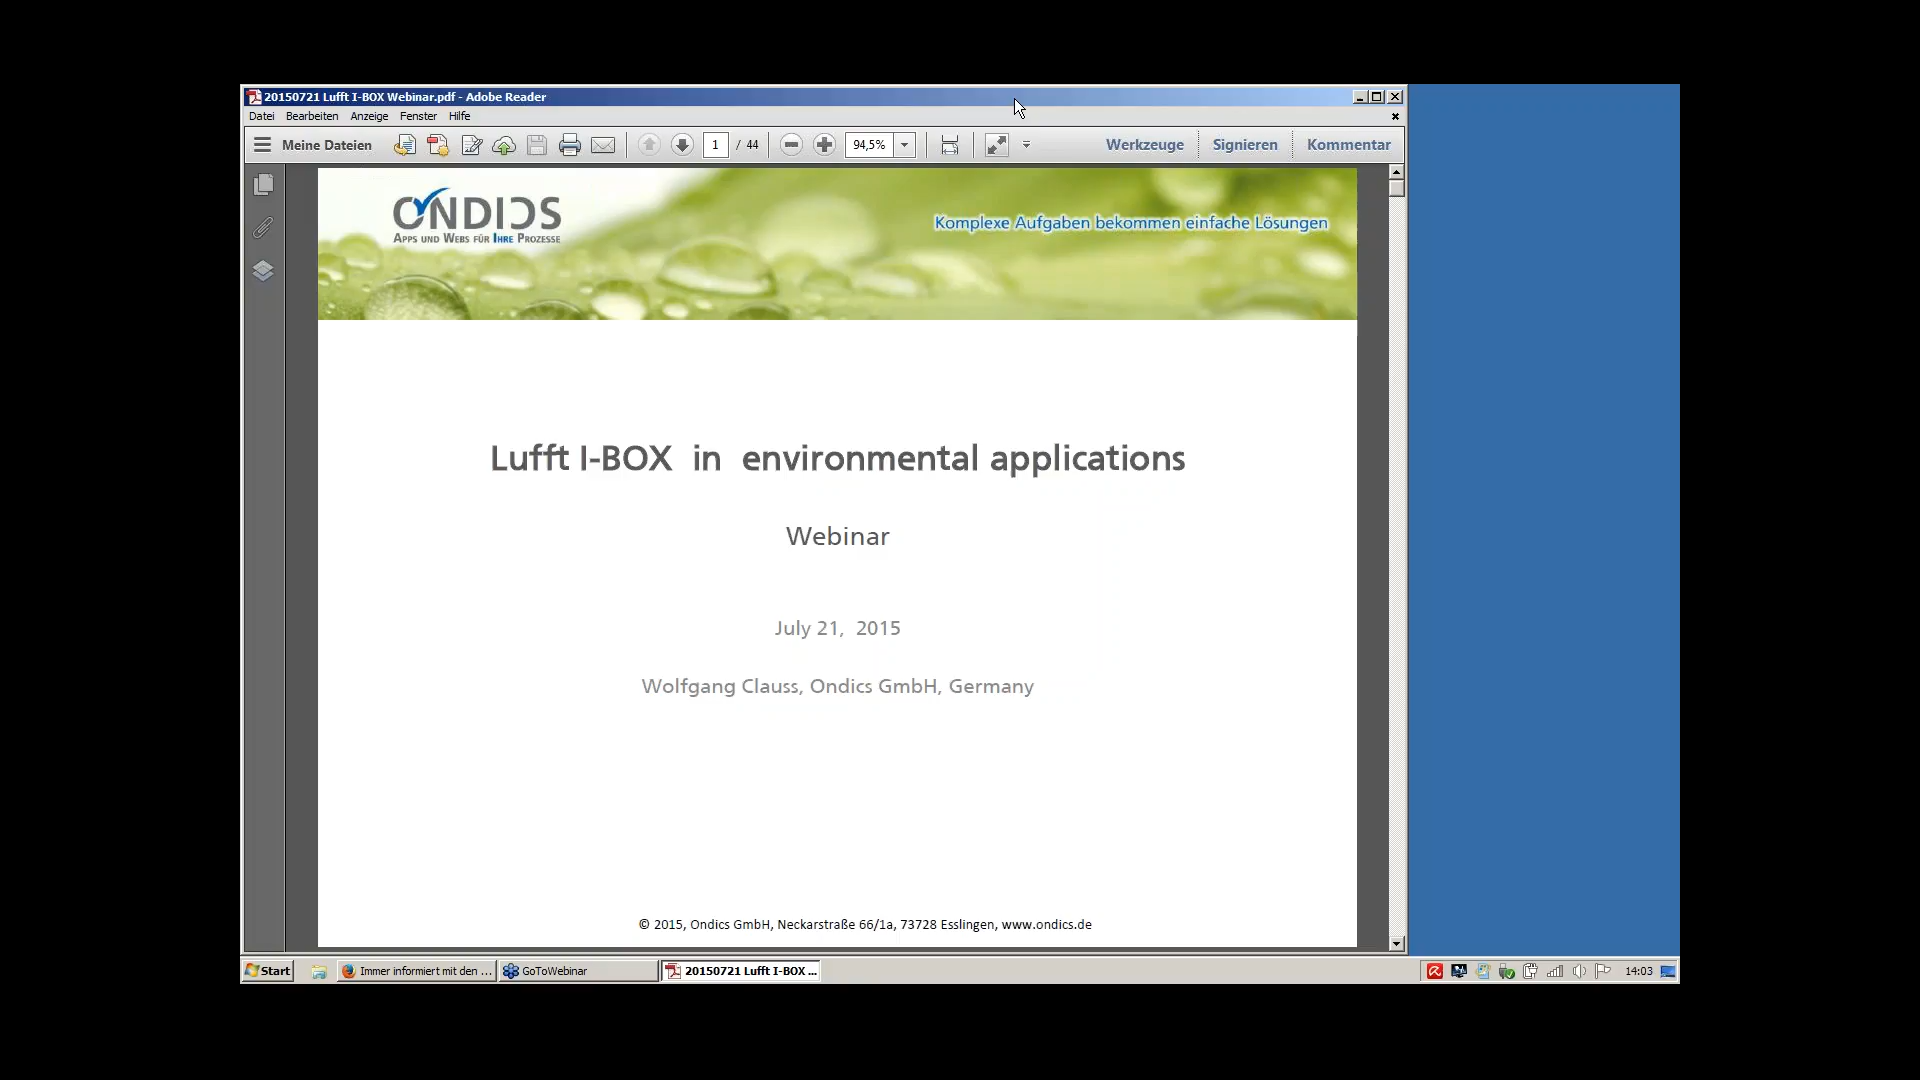 20150721 Lufft I-BOX Webinar.pdf - Adobe Reader
Datei Bearbeiten Anzeige Fenster Hilfe
Meine Dateien 1 / 44 94,5% Werkzeuge Signieren Kommentar
ONDICS
APPS UND WEBS FÜR IHRE PROZESSE
Komplexe Aufgaben bekommen einfache Lösungen
Lufft I-BOX in environmental applications
Webinar
July 21, 2015
Wolfgang Clauss, Ondics GmbH, Germany
© 2015, Ondics GmbH, Neckarstraße 66/1a, 73728 Esslingen, www.ondics.de
Start Immer informiert mit den ... GoToWebinar 20150721 Lufft I-BOX ... 14:03